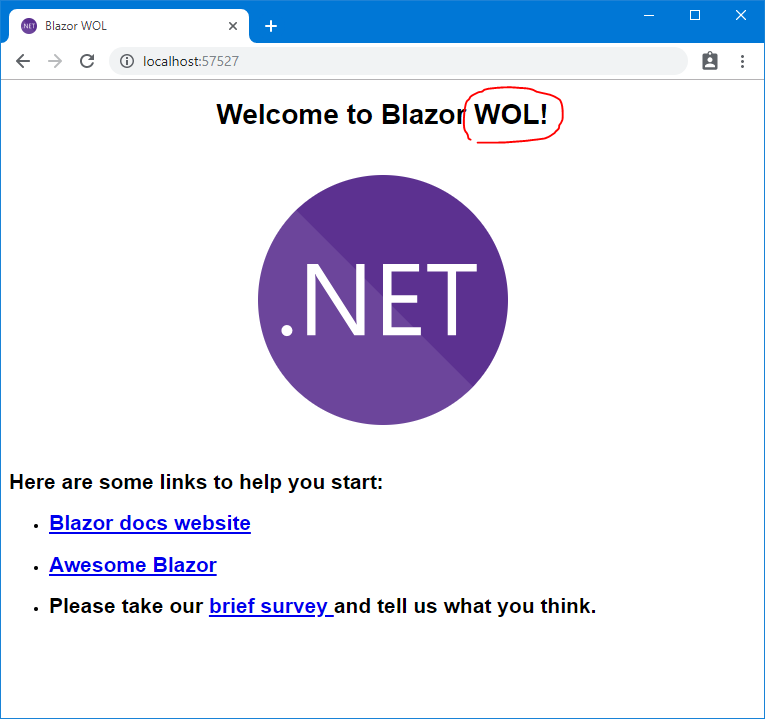 NET Blazor WOL
localhost:57527
Welcome to Blazor WOL!
.NET
Here are some links to help you start:
Blazor docs website
Awesome Blazor
Please take our brief survey and tell us what you think.